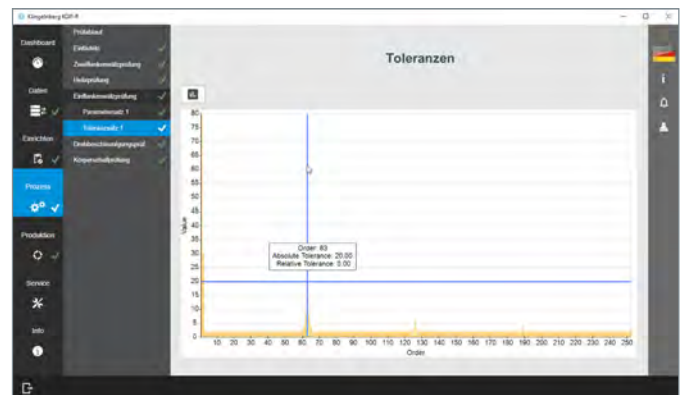 Klingelnberg KOP-R
Dashboard
Daten
Einrichten
Prozess
Produktion
Service
Info
Prüfablauf
Einläufeln
Zweiflankenwälzprüfung
Hubprüfung
Einflankenwälzprüfung
Parametersatz 1
Toleranzsatz 1
Drehbeschleunigungsprüf
Körperschallprüfung
Toleranzen
80
75
70
65
60
55
50
45
40
35
30
25
20
15
10
5
0
Value
Order: 63
Absolute Tolerance: 20.00
Relative Tolerance: 5.00
10 20 30 40 50 60 70 80 90 100 110 120 130 140 150 160 170 180 190 200 210 220 230 240 250
Order